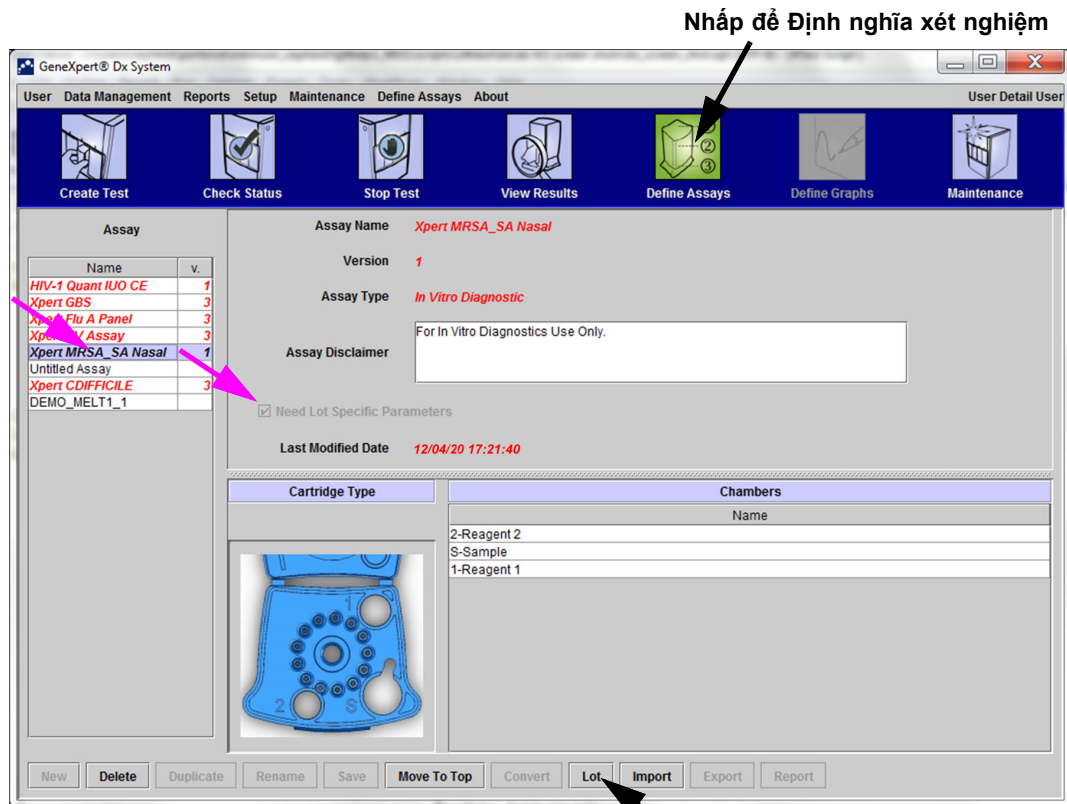 Nhấp để Định nghĩa xét nghiệm
GeneXpert® Dx System
User Data Management Reports Setup Maintenance Define Assays About User Detail User
Create Test Check Status Stop Test View Results Define Assays Define Graphs Maintenance
Assay
Name v.
HIV-1 Quant IUO CE 1
Xpert GBS 3
Xpert Flu A Panel 3
Assay 3
Xpert MRSA_SA Nasal 1
Untitled Assay
Xpert CDIFFICILE 3
DEMO_MELT1_1
Assay Name Xpert MRSA_SA Nasal
Version 1
Assay Type In Vitro Diagnostic
Assay Disclaimer For In Vitro Diagnostics Use Only.
Need Lot Specific Parameters
Last Modified Date 12/04/20 17:21:40
Cartridge Type
1
2 S
Chambers
Name
2-Reagent 2
S-Sample
1-Reagent 1
New Delete Duplicate Rename Save Move To Top Convert Lot Import Export Report